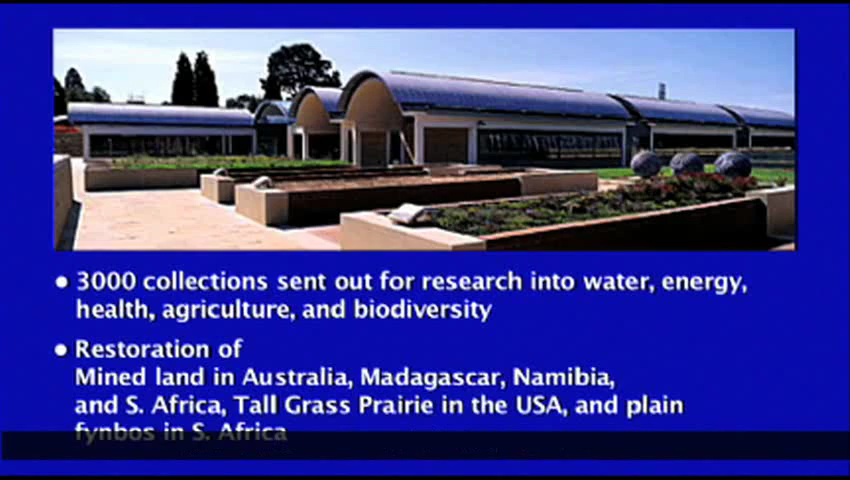 ● 3000 collections sent out for research into water, energy,
health, agriculture, and biodiversity
● Restoration of
Mined land in Australia, Madagascar, Namibia,
and S. Africa, Tall Grass Prairie in the USA, and plain
fynbos in S. Africa